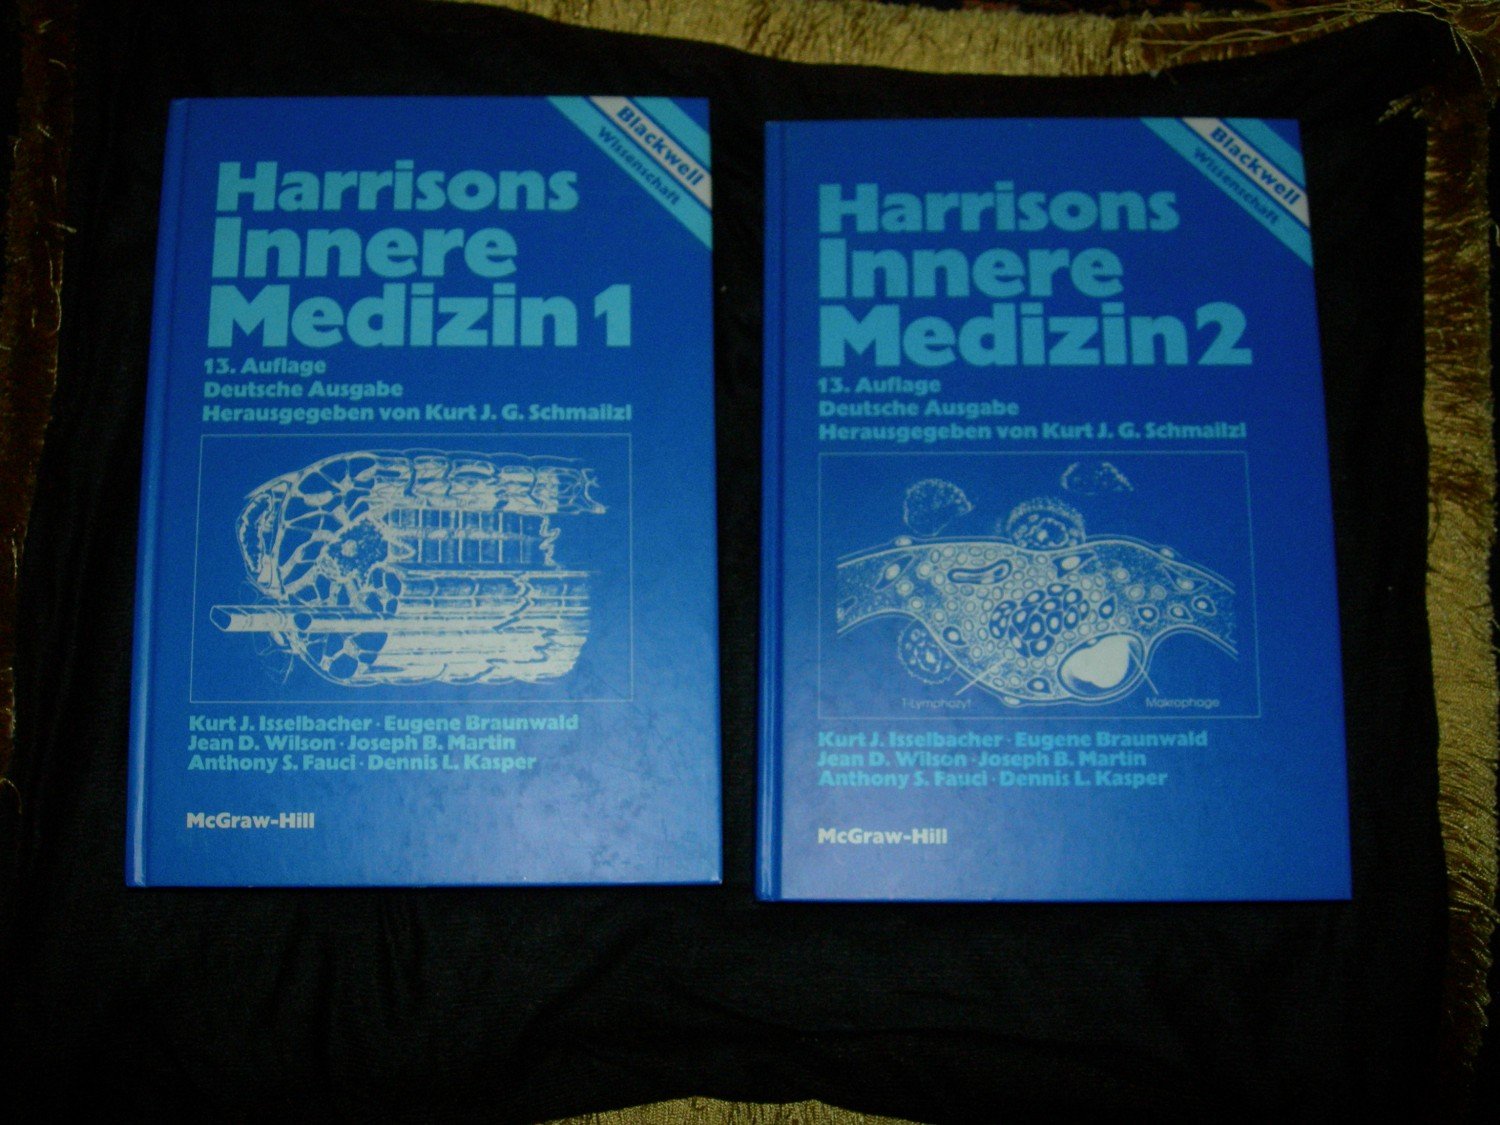 Blackwell
Wissenschaft
Harrisons
Innere
Medizin 1
13. Auflage
Deutsche Ausgabe
Herausgegeben von Kurt J. G. Schmailzl
Kurt J. Isselbacher · Eugene Braunwald
Jean D. Wilson · Joseph B. Martin
Anthony S. Fauci · Dennis L. Kasper
McGraw-Hill
Blackwell
Wissenschaft
Harrisons
Innere
Medizin 2
13. Auflage
Deutsche Ausgabe
Herausgegeben von Kurt J. G. Schmailzl
T-Lymphozyt
Makrophage
Kurt J. Isselbacher · Eugene Braunwald
Jean D. Wilson · Joseph B. Martin
Anthony S. Fauci · Dennis L. Kasper
McGraw-Hill